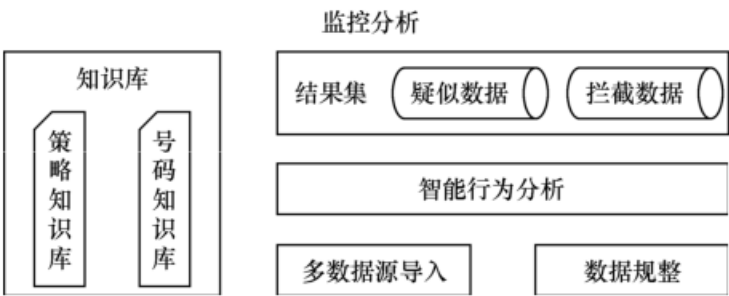 监控分析
知识库
策略知识库
号码知识库
结果集 疑似数据 拦截数据
智能行为分析
多数据源导入 数据规整